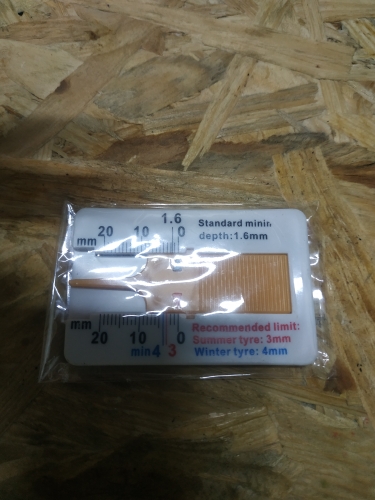 1.6
mm 20 10 0
Standard minim
depth:1.6mm
mm
20 10 0
min4 3
Recommended limit:
Summer tyre: 3mm
Winter tyre: 4mm